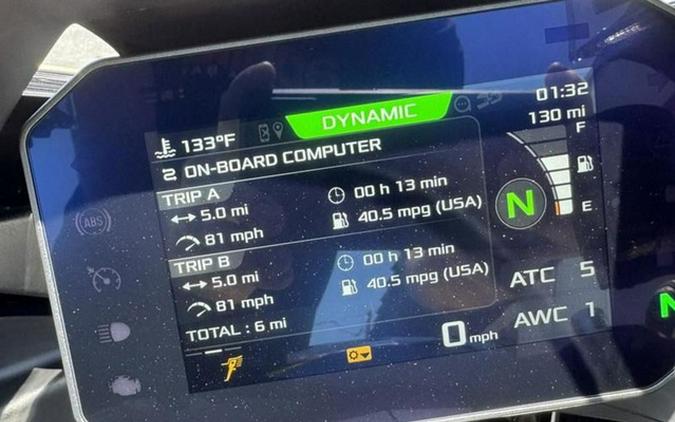 01:32
DYNAMIC
133°F
130 mi
F
2 ON-BOARD COMPUTER
TRIP A
00 h 13 min
5.0 mi
40.5 mpg (USA)
81 mph
N
E
TRIP B
00 h 13 min
5.0 mi
40.5 mpg (USA)
81 mph
ATC 5
TOTAL : 6 mi
0 mph
AWC 1
ABS
N